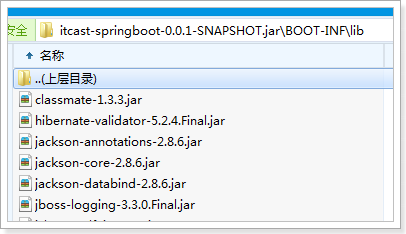 安全
itcast-springboot-0.0.1-SNAPSHOT.jar\BOOT-INF\lib
名称
..(上层目录)
classmate-1.3.3.jar
hibernate-validator-5.2.4.Final.jar
jackson-annotations-2.8.6.jar
jackson-core-2.8.6.jar
jackson-databind-2.8.6.jar
jboss-logging-3.3.0.Final.jar